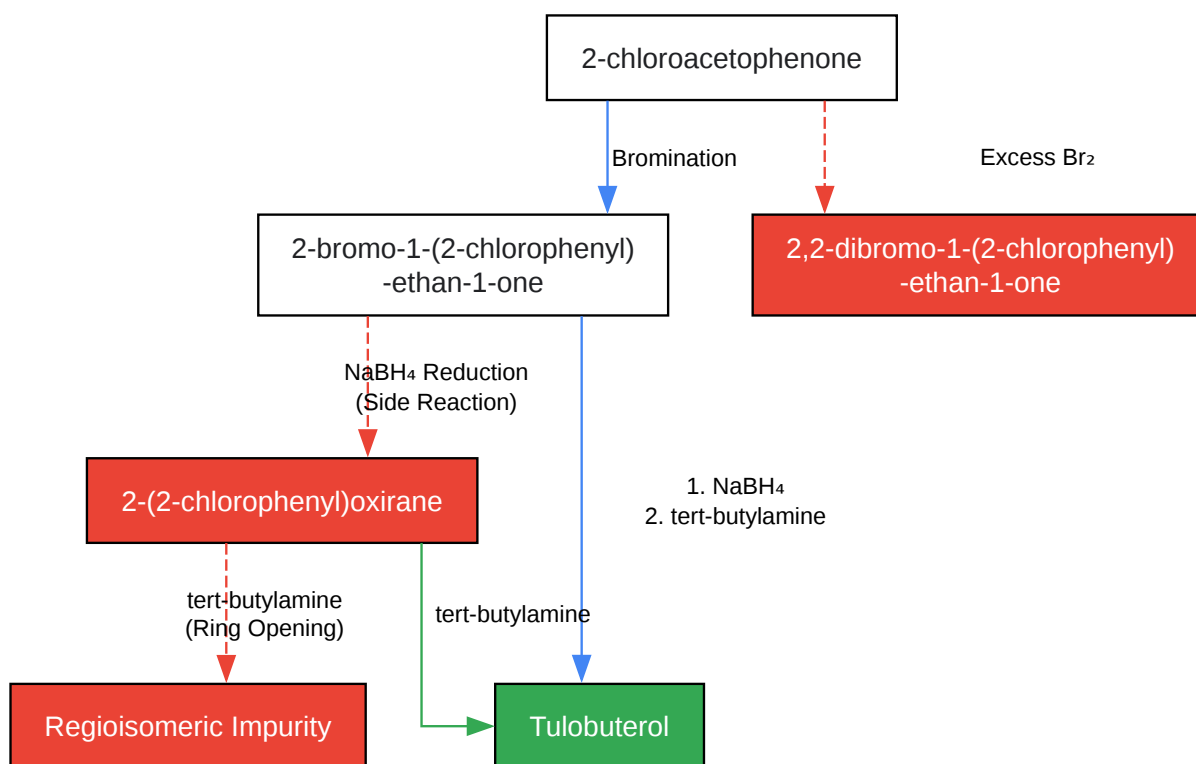 2-chloroacetophenone
Bromination
Excess Br₂
2-bromo-1-(2-chlorophenyl)
-ethan-1-one
2,2-dibromo-1-(2-chlorophenyl)
-ethan-1-one
NaBH₄ Reduction
(Side Reaction)
2-(2-chlorophenyl)oxirane
1. NaBH₄
2. tert-butylamine
tert-butylamine
(Ring Opening)
tert-butylamine
Regioisomeric Impurity
Tulobuterol